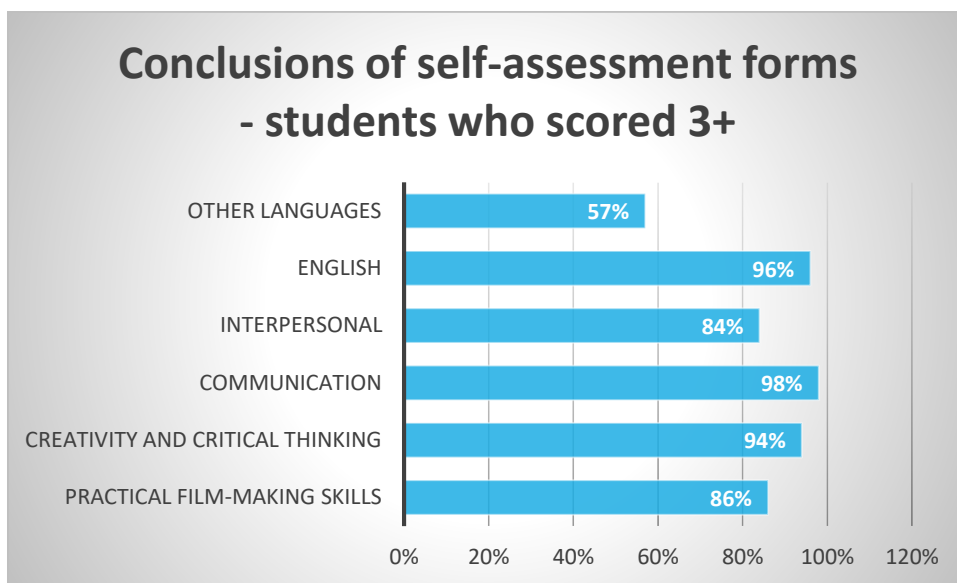 Conclusions of self-assessment forms
- students who scored 3+
OTHER LANGUAGES
57%
ENGLISH
96%
INTERPERSONAL
84%
COMMUNICATION
98%
CREATIVITY AND CRITICAL THINKING
94%
PRACTICAL FILM-MAKING SKILLS
86%
0% 20% 40% 60% 80% 100% 120%